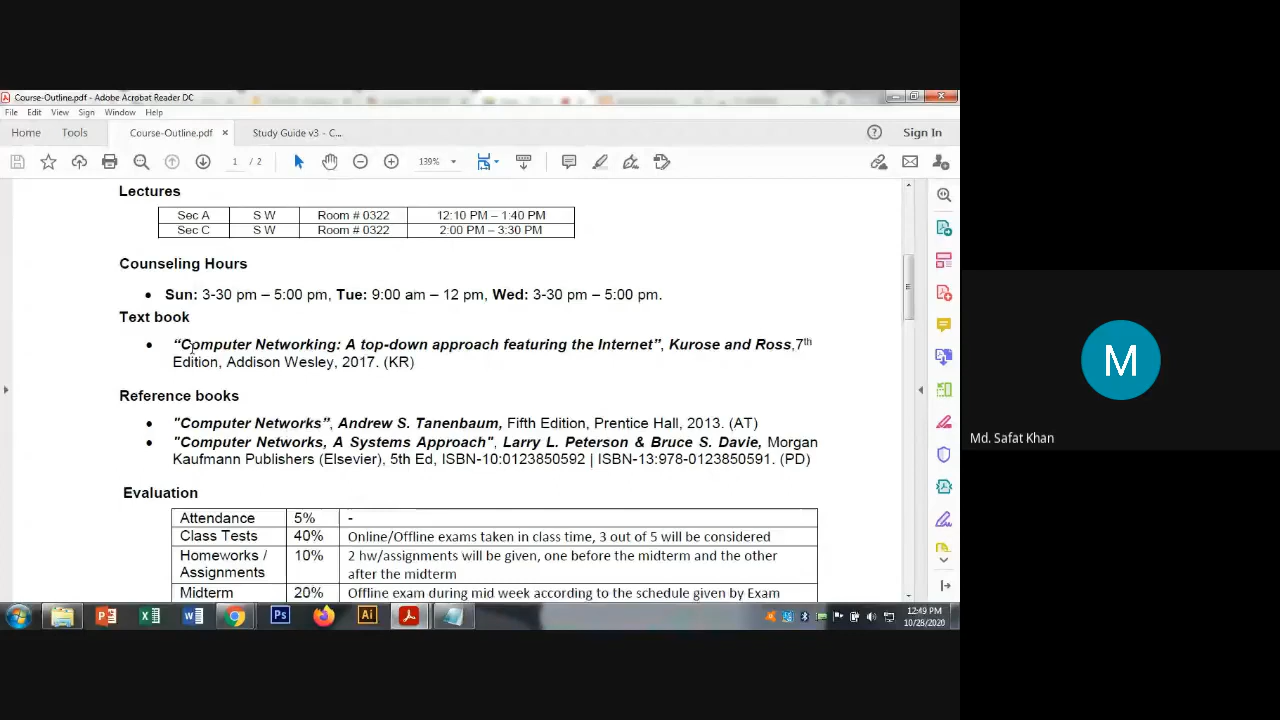 Course-Outline.pdf - Adobe Acrobat Reader DC
File Edit View Sign Window Help
Home Tools Course-Outline.pdf × Study Guide v3 - C... Sign In
1 / 2 139%
Lectures
Sec A S W Room # 0322 12:10 PM – 1:40 PM
Sec C S W Room # 0322 2:00 PM – 3:30 PM
Counseling Hours
• Sun: 3-30 pm – 5:00 pm, Tue: 9:00 am – 12 pm, Wed: 3-30 pm – 5:00 pm.
Text book
• “Computer Networking: A top-down approach featuring the Internet”, Kurose and Ross,7th
Edition, Addison Wesley, 2017. (KR)
Reference books
• "Computer Networks”, Andrew S. Tanenbaum, Fifth Edition, Prentice Hall, 2013. (AT)
• "Computer Networks, A Systems Approach", Larry L. Peterson & Bruce S. Davie, Morgan
Kaufmann Publishers (Elsevier), 5th Ed, ISBN-10:0123850592 | ISBN-13:978-0123850591. (PD)
Evaluation
Attendance 5% -
Class Tests 40% Online/Offline exams taken in class time, 3 out of 5 will be considered
Homeworks / 10% 2 hw/assignments will be given, one before the midterm and the other
Assignments after the midterm
Midterm 20% Offline exam during mid week according to the schedule given by Exam
Ps Ai
12:49 PM
10/28/2020
M
Md. Safat Khan